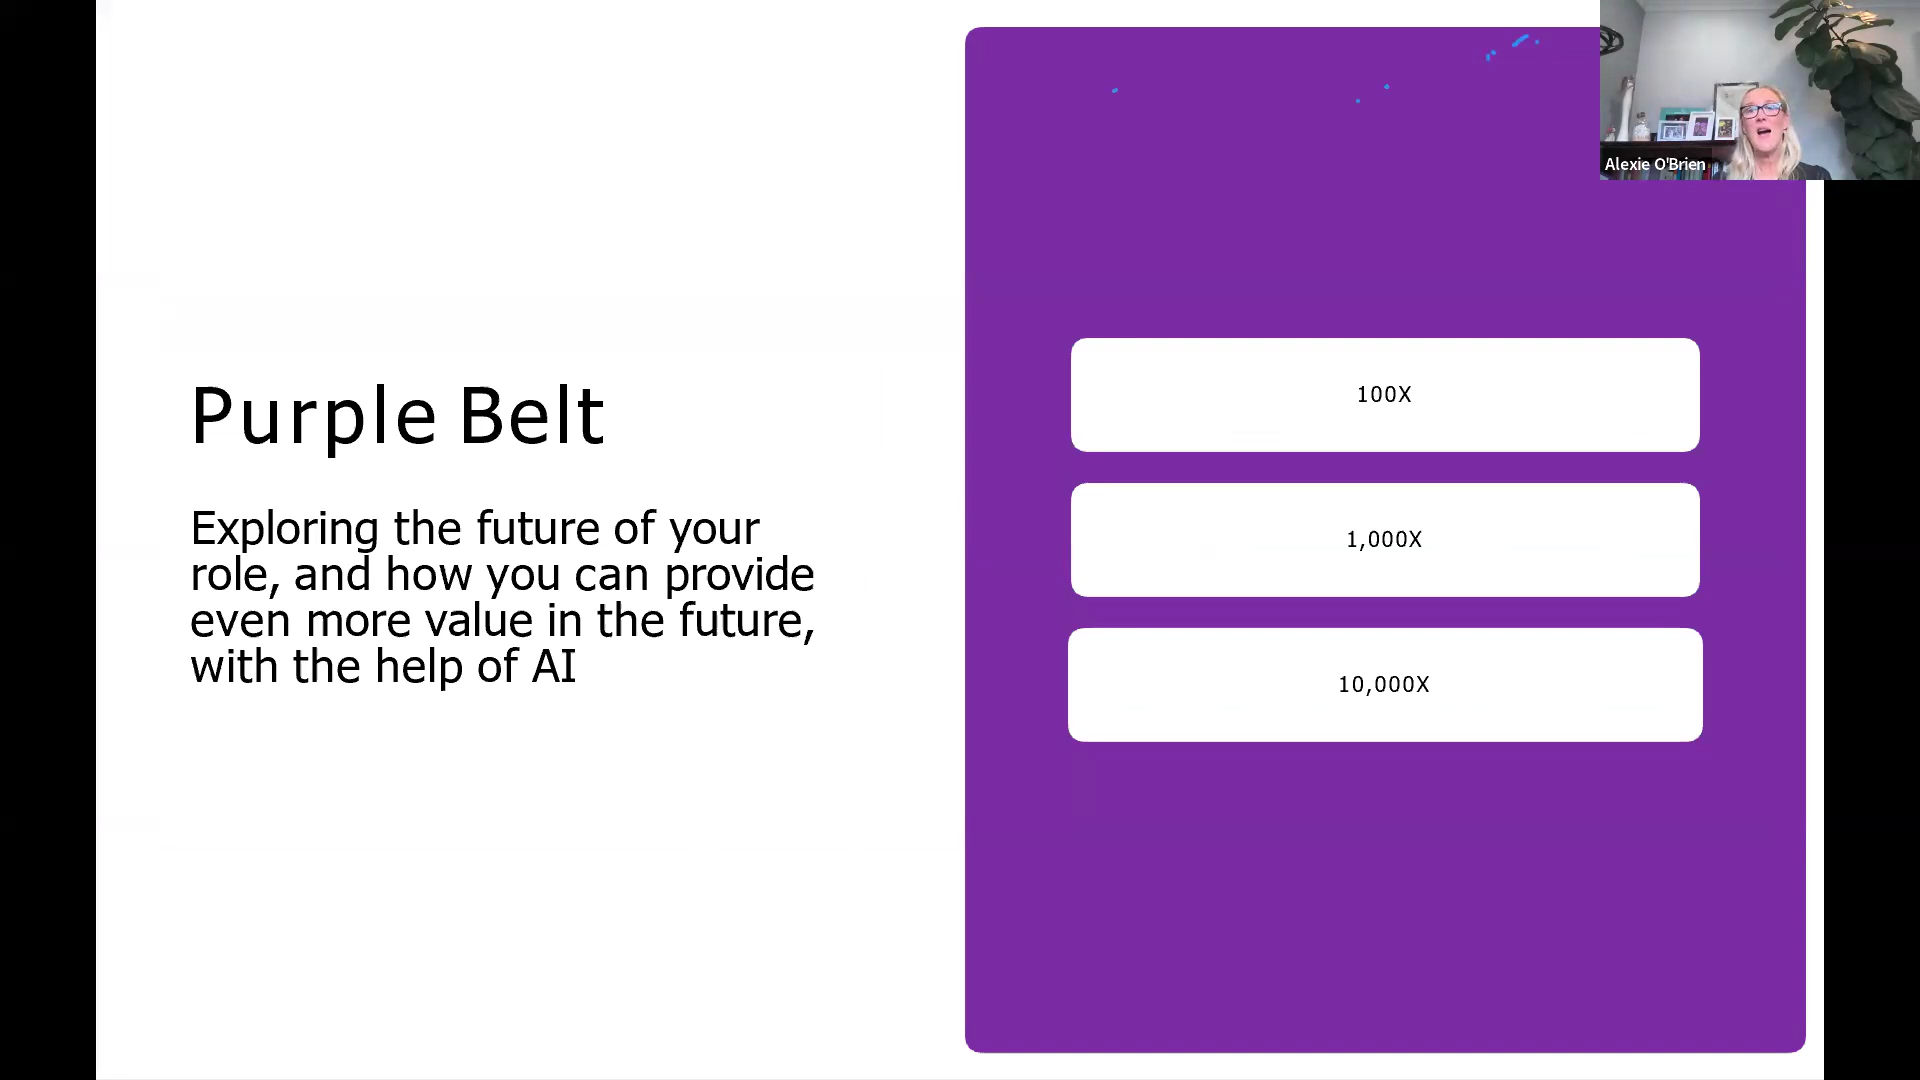 Purple Belt
Exploring the future of your
role, and how you can provide
even more value in the future,
with the help of AI
100X
1,000X
10,000X
Alexie O'Brien